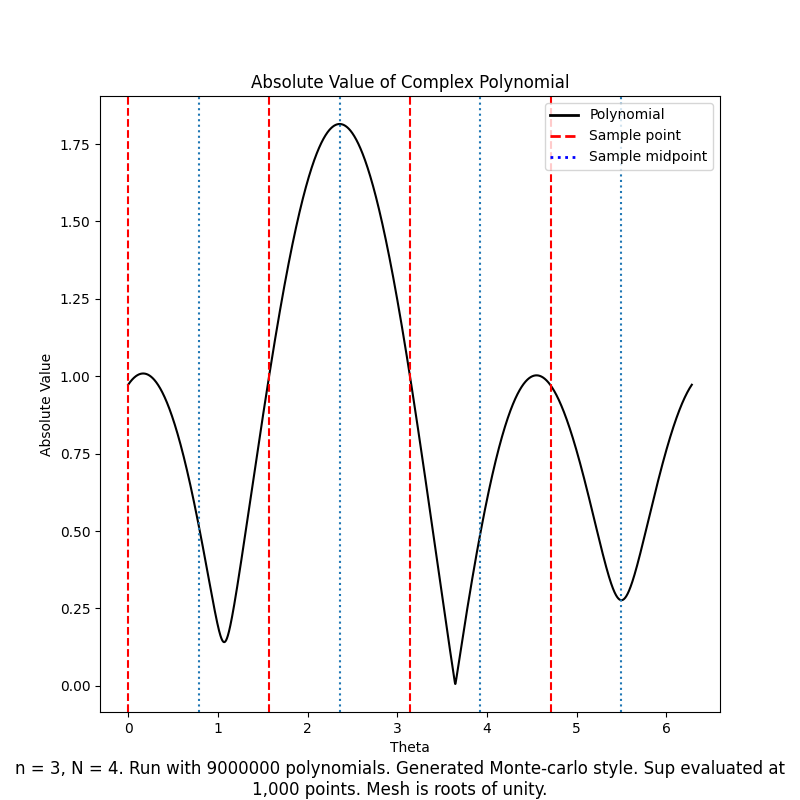 Absolute Value of Complex Polynomial
Polynomial
Sample point
Sample midpoint
Absolute Value
1.75
1.50
1.25
1.00
0.75
0.50
0.25
0.00
0 1 2 3 4 5 6
Theta
n = 3, N = 4. Run with 9000000 polynomials. Generated Monte-carlo style. Sup evaluated at
1,000 points. Mesh is roots of unity.